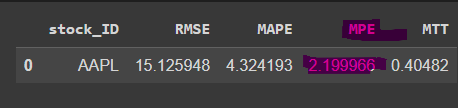 stock_ID RMSE MAPE MPE MTT
0 AAPL 15.125948 4.324193 2.199966 0.40482